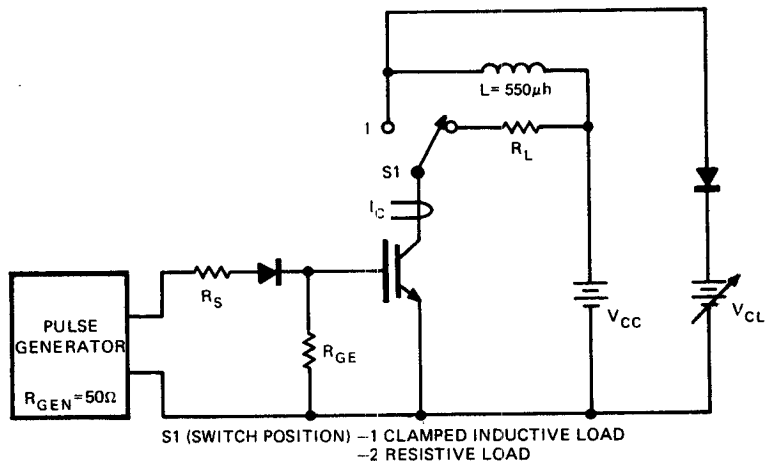 L= 550μh
1
R_L
S1
I_C
R_S
V_CC
V_CL
PULSE
GENERATOR
R_GE
R_GEN=50Ω
S1 (SWITCH POSITION) –1 CLAMPED INDUCTIVE LOAD
–2 RESISTIVE LOAD